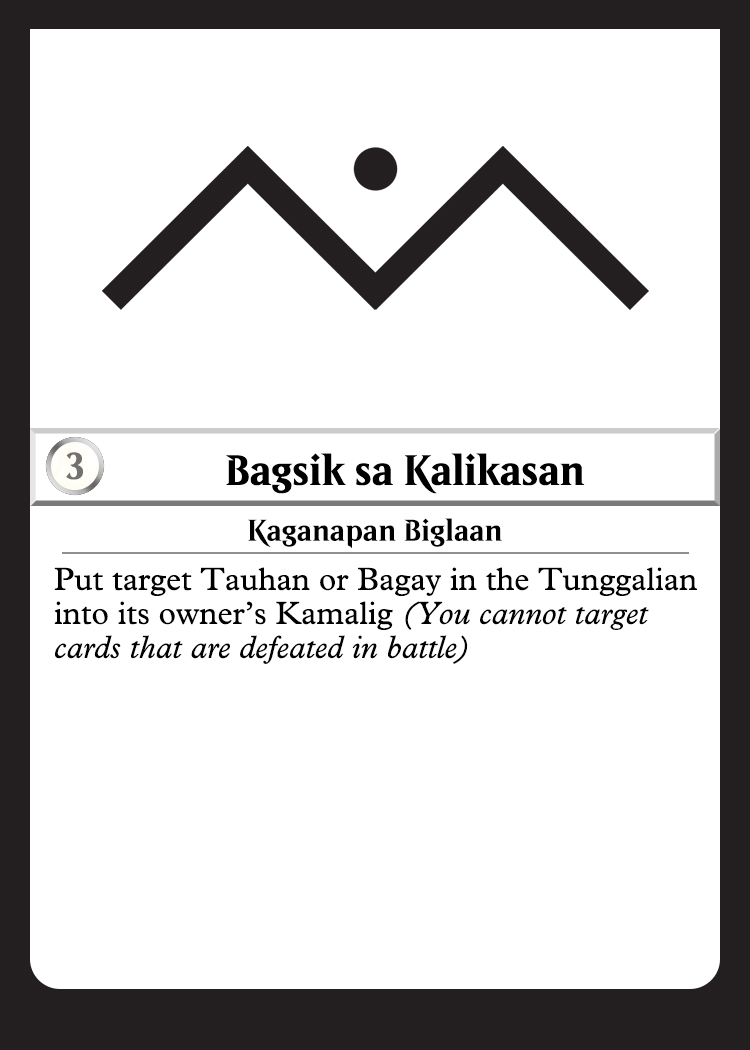 3
Bagsik sa Kalikasan
Kaganapan Biglaan
Put target Tauhan or Bagay in the Tunggalian
into its owner’s Kamalig (You cannot target
cards that are defeated in battle)